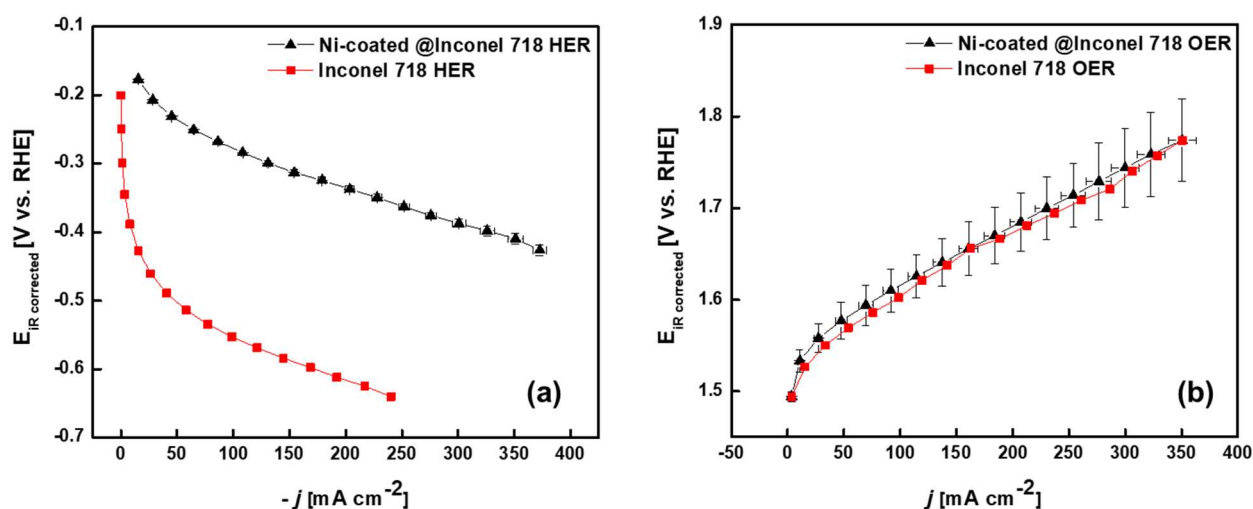 -0.1
-0.2
-0.3
-0.4
-0.5
-0.6
-0.7
E iR corrected [V vs. RHE]
Ni-coated @Inconel 718 HER
Inconel 718 HER
(a)
0 50 100 150 200 250 300 350 400
- j [mA cm-2]
1.9
1.8
1.7
1.6
1.5
E iR corrected [V vs. RHE]
Ni-coated @Inconel 718 OER
Inconel 718 OER
(b)
-50 0 50 100 150 200 250 300 350 400
j [mA cm-2]